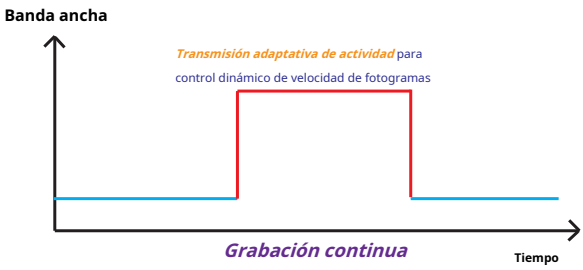 Banda ancha
Transmisión adaptativa de actividad para
control dinámico de velocidad de fotogramas
Grabación continua
Tiempo